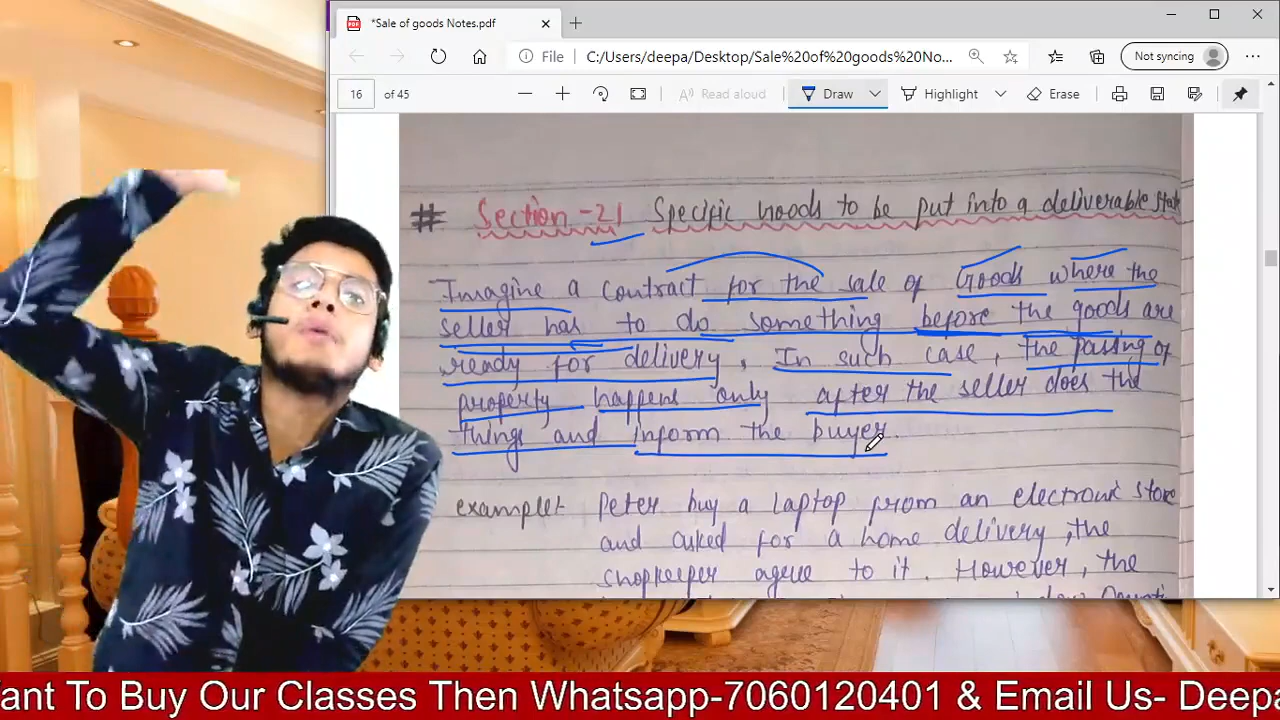 *Sale of goods Notes.pdf
File
C:/Users/deepa/Desktop/Sale%20of%20goods%20No...
Not syncing
16 of 45
Read aloud
Draw
Highlight
Erase
# Section-21 Specific Goods to be put into a deliverable state
Imagine a contract for the sale of Goods where the
seller has to do something before the goods are
ready for delivery. In such case, the passing of
property happens only after the seller does the
things and inform the buyer.
example:- Peter buy a laptop from an electronic store
and asked for a home delivery, the
shopkeeper agree to it. However, the
Want To Buy Our Classes Then Whatsapp-7060120401 & Email Us- Deepa